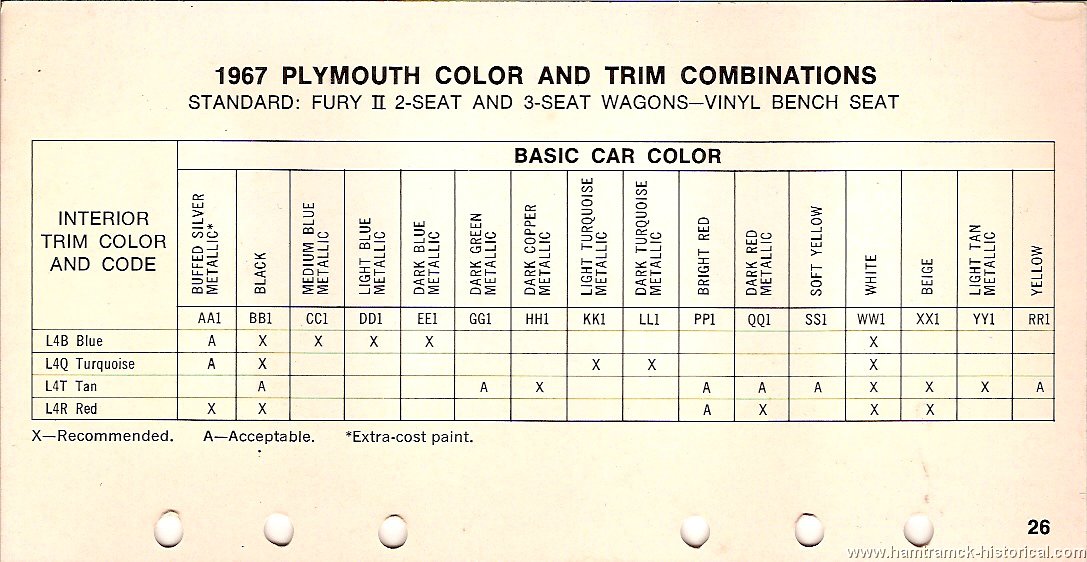 1967 PLYMOUTH COLOR AND TRIM COMBINATIONS
STANDARD: FURY II 2-SEAT AND 3-SEAT WAGONS—VINYL BENCH SEAT
INTERIOR
TRIM COLOR
AND CODE
BASIC CAR COLOR
BUFFED SILVER
METALLIC*
BLACK
MEDIUM BLUE
METALLIC
LIGHT BLUE
METALLIC
DARK BLUE
METALLIC
DARK GREEN
METALLIC
DARK COPPER
METALLIC
LIGHT TURQUOISE
METALLIC
DARK TURQUOISE
METALLIC
BRIGHT RED
DARK RED
METALLIC
SOFT YELLOW
WHITE
BEIGE
LIGHT TAN
METALLIC
YELLOW
AA1 BB1 CC1 DD1 EE1 GG1 HH1 KK1 LL1 PP1 QQ1 SS1 WW1 XX1 YY1 RR1
L4B Blue A X X X X X
L4Q Turquoise A X X X X
L4T Tan A A X A A A X X X A
L4R Red X X A X X X
X—Recommended. A—Acceptable. *Extra-cost paint.
26
www.hamtramck-historical.com